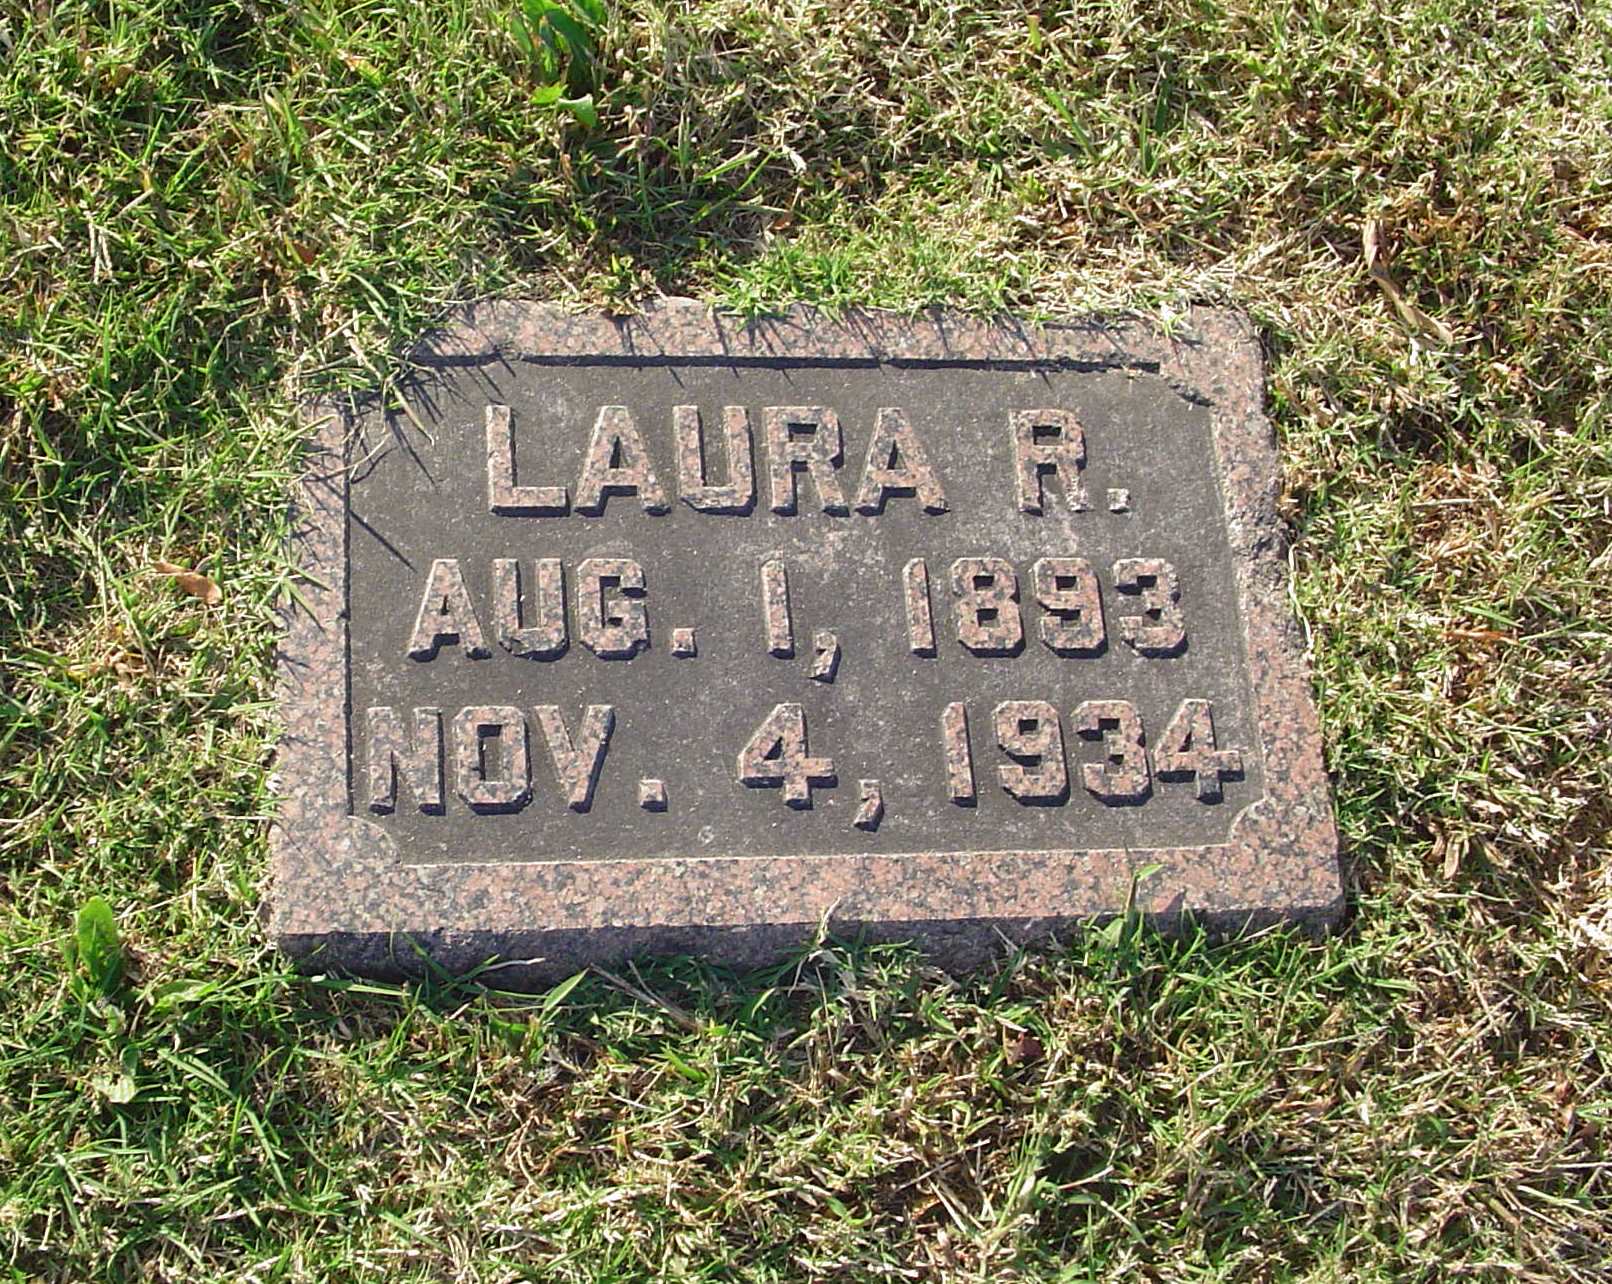 LAURA R.
AUG. 1, 1893
NOV. 4, 1934